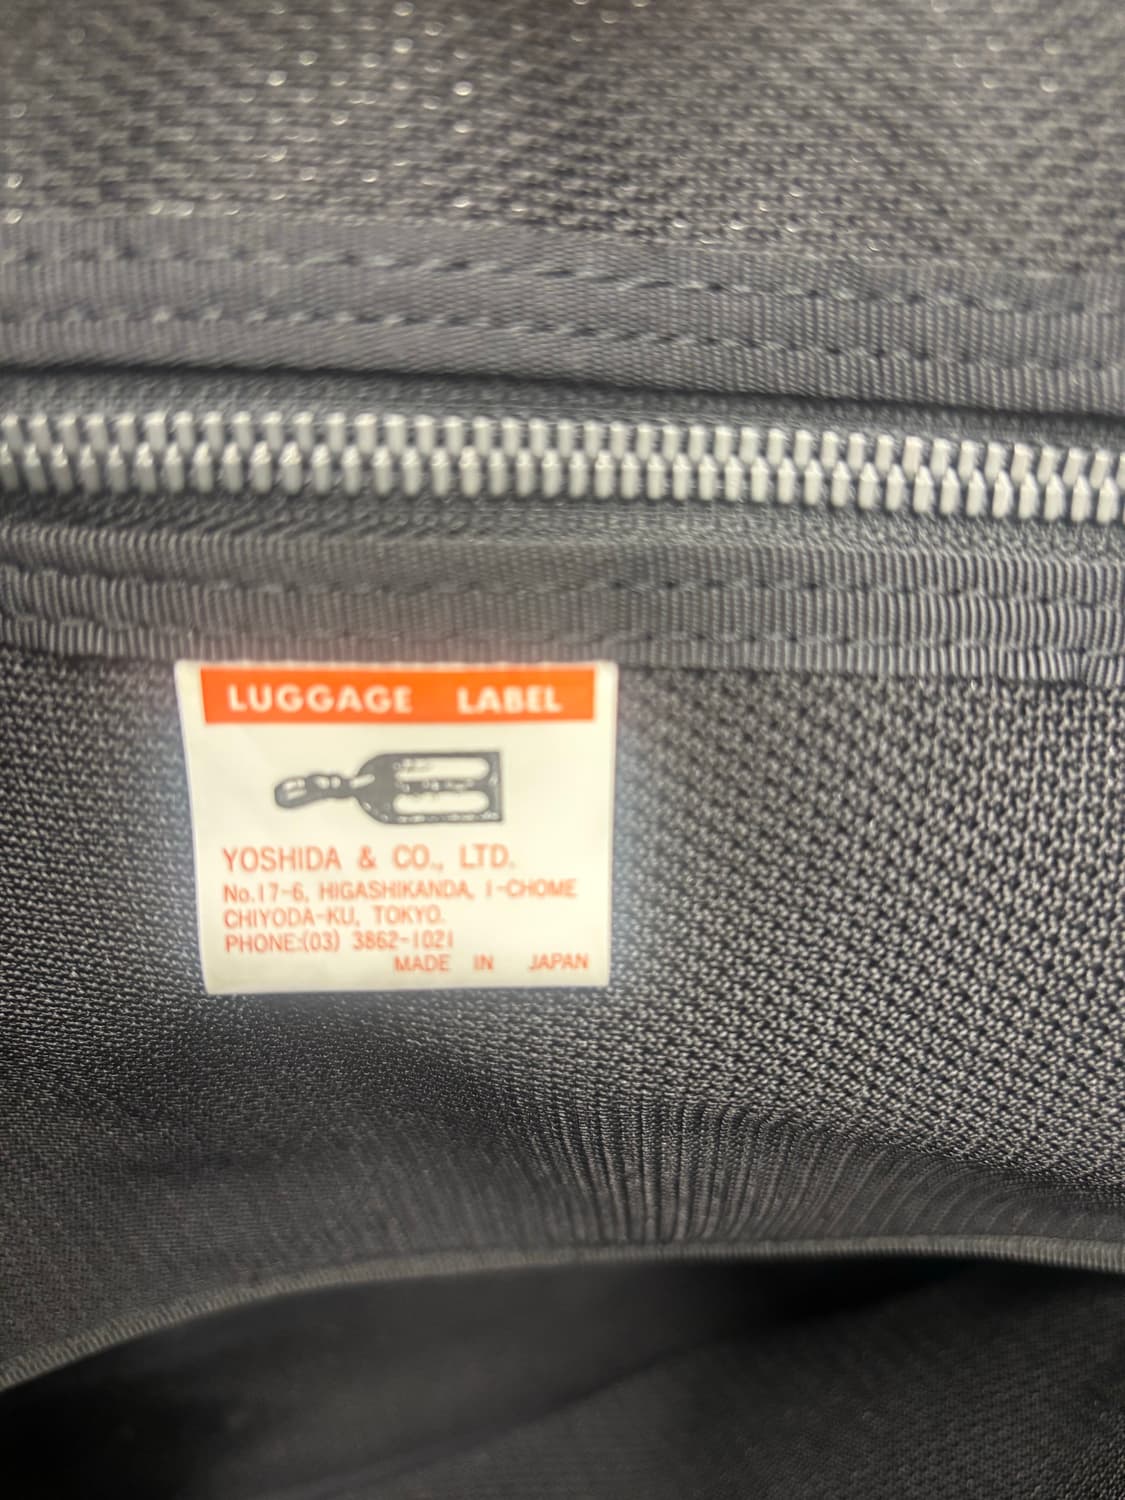 LUGGAGE LABEL
YOSHIDA & CO., LTD.
No.17-6, HIGASHIKANDA, 1-CHOME
CHIYODA-KU, TOKYO.
PHONE:(03) 3862-1021
MADE IN JAPAN